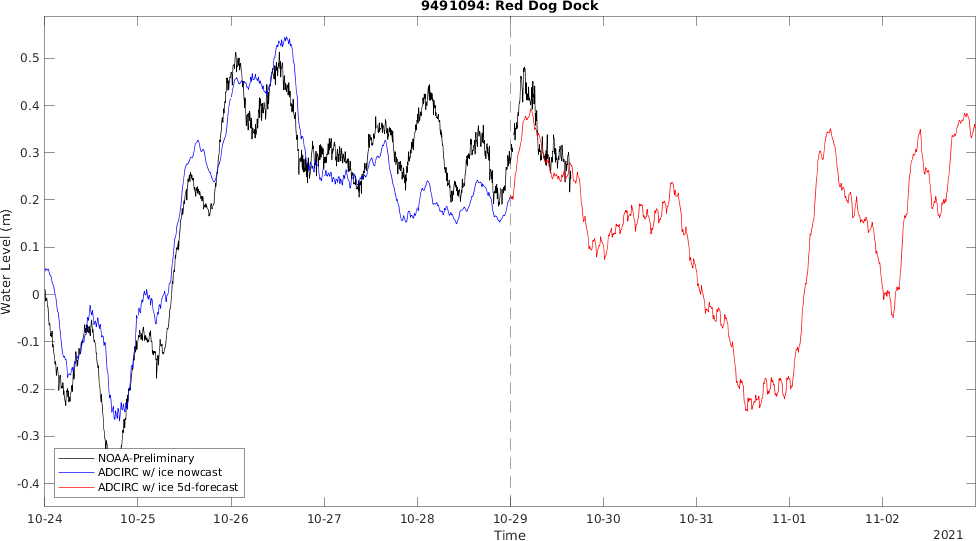 9491094: Red Dog Dock
Water Level (m)
0.5
0.4
0.3
0.2
0.1
0
-0.1
-0.2
-0.3
-0.4
NOAA-Preliminary
ADCIRC w/ ice nowcast
ADCIRC w/ ice 5d-forecast
10-24 10-25 10-26 10-27 10-28 10-29 10-30 10-31 11-01 11-02
Time
2021